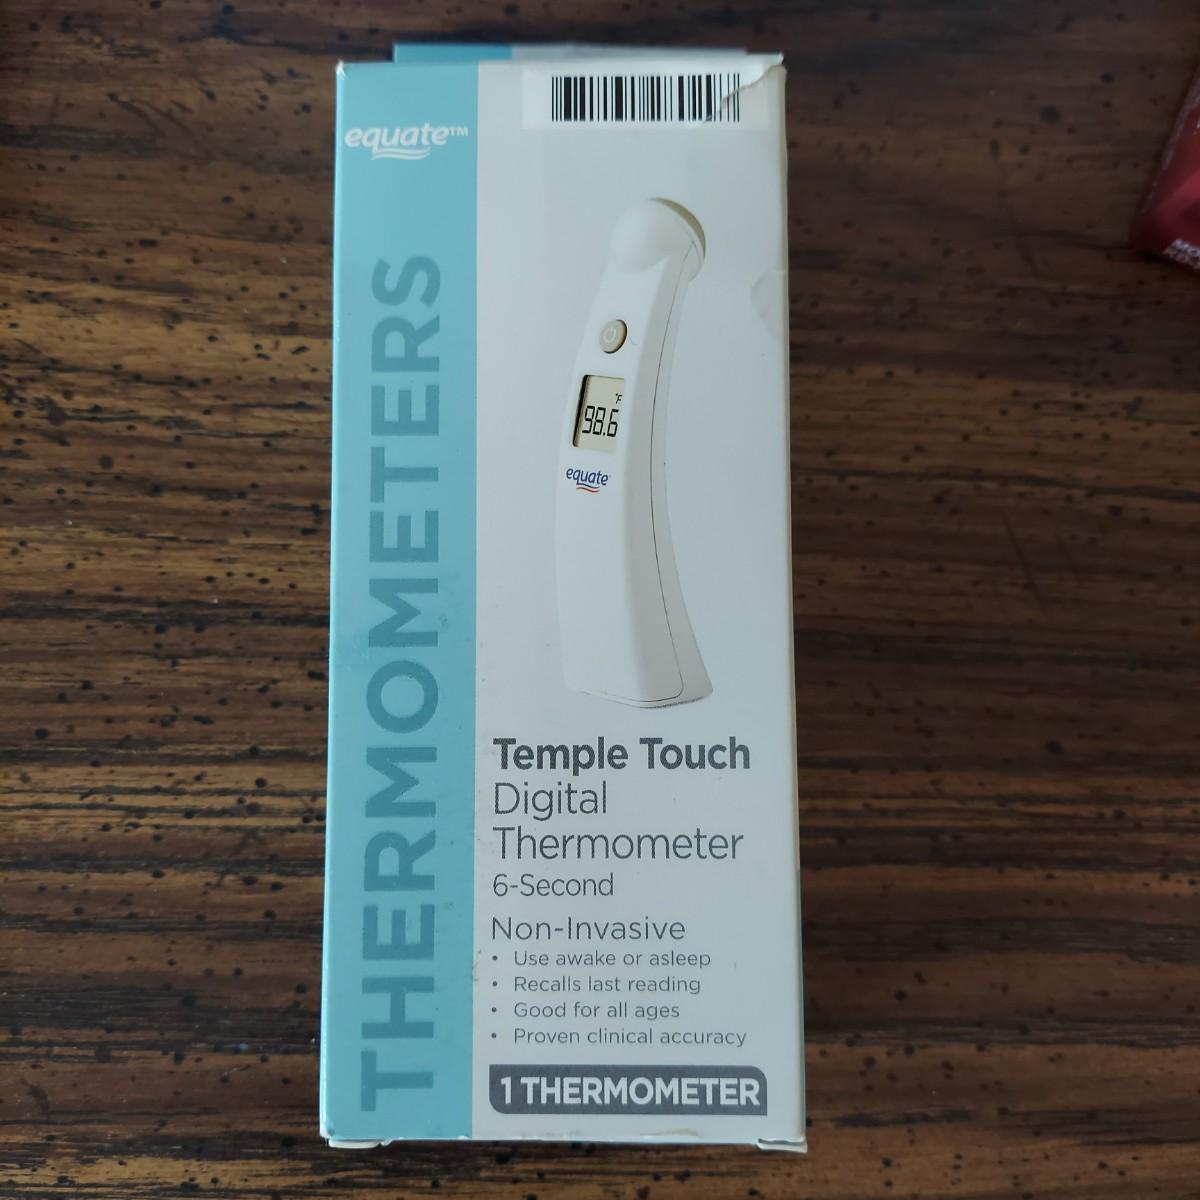 equate™
THERMOMETERS
°F
98.6
equate
Temple Touch
Digital
Thermometer
6-Second
Non-Invasive
• Use awake or asleep
• Recalls last reading
• Good for all ages
• Proven clinical accuracy
1 THERMOMETER